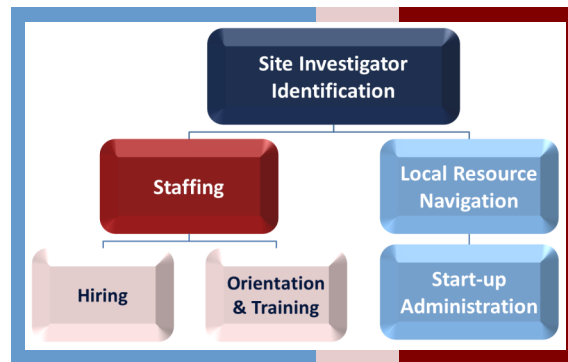 Site Investigator
Identification
Staffing
Local Resource
Navigation
Hiring
Orientation
& Training
Start-up
Administration